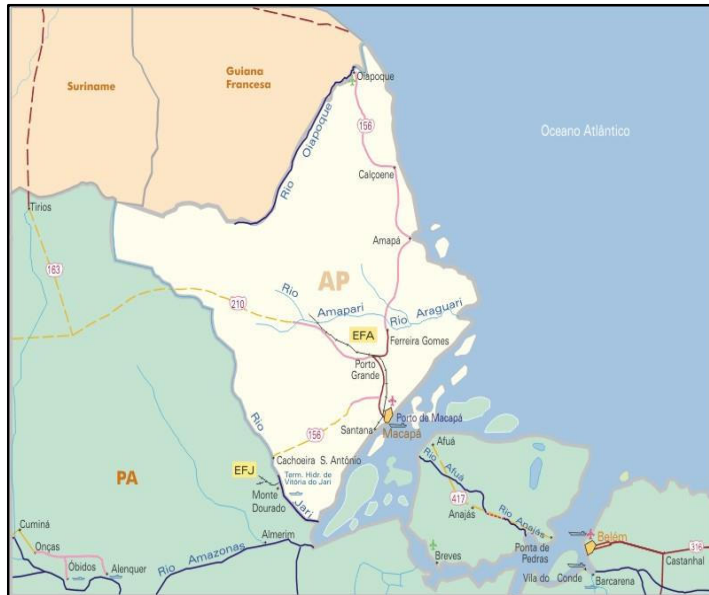 Suriname
Guiana
Francesa
Oiapoque
156
Rio Oiapoque
Oceano Atlântico
Calçoene
Tirios
163
Amapá
AP
210
Rio
Amapari
Rio Araguari
EFA
Ferreira Gomes
Porto
Grande
Rio
156
Porto de Macapá
Santana
Macapá
Afuá
Cachoeira S. Antônio
EFJ
Term. Hidr. de
Vitória do Jari
Rio Afuá
417
PA
Monte
Dourado
Jari
Anajás
Rio Anajás
Cuminá
Onças
Rio Amazonas
Almerim
Ponta de
Pedras
Belém
316
Óbidos
Alenquer
Breves
Castanhal
Vila do Conde
Barcarena